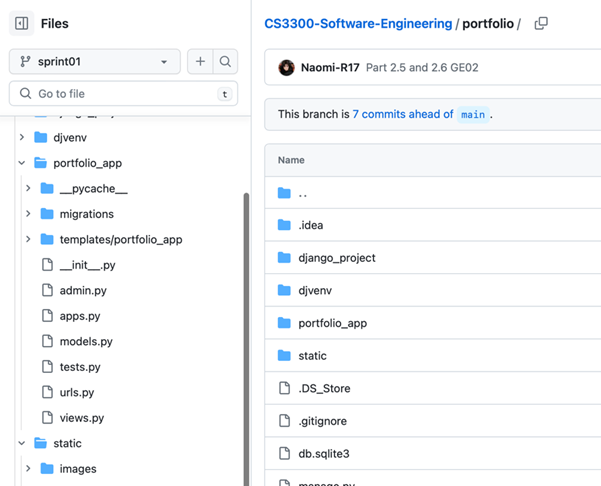 Files
sprint01
Go to file
t
djvenv
portfolio_app
__pycache__
migrations
templates/portfolio_app
__init__.py
admin.py
apps.py
models.py
tests.py
urls.py
views.py
static
images
CS3300-Software-Engineering / portfolio /
Naomi-R17 Part 2.5 and 2.6 GE02
This branch is 7 commits ahead of main .
Name
..
.idea
django_project
djvenv
portfolio_app
static
.DS_Store
.gitignore
db.sqlite3
manage.py